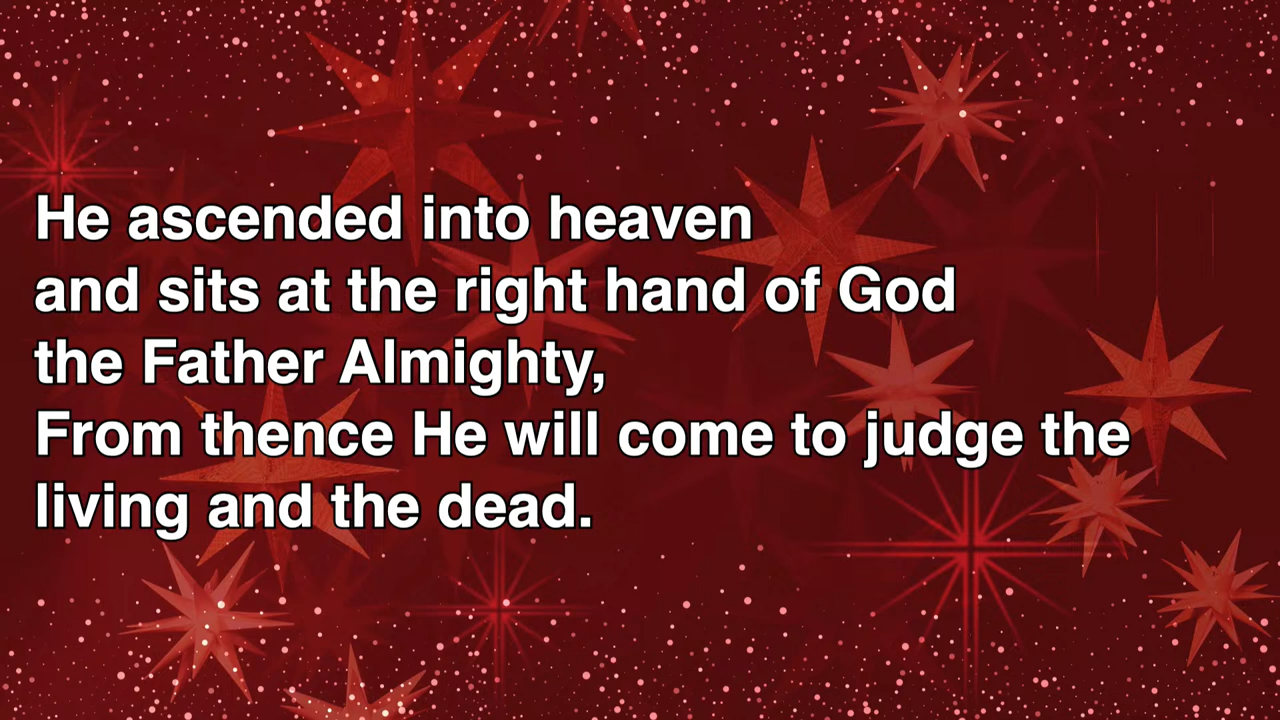 He ascended into heaven
and sits at the right hand of God
the Father Almighty,
From thence He will come to judge the
living and the dead.